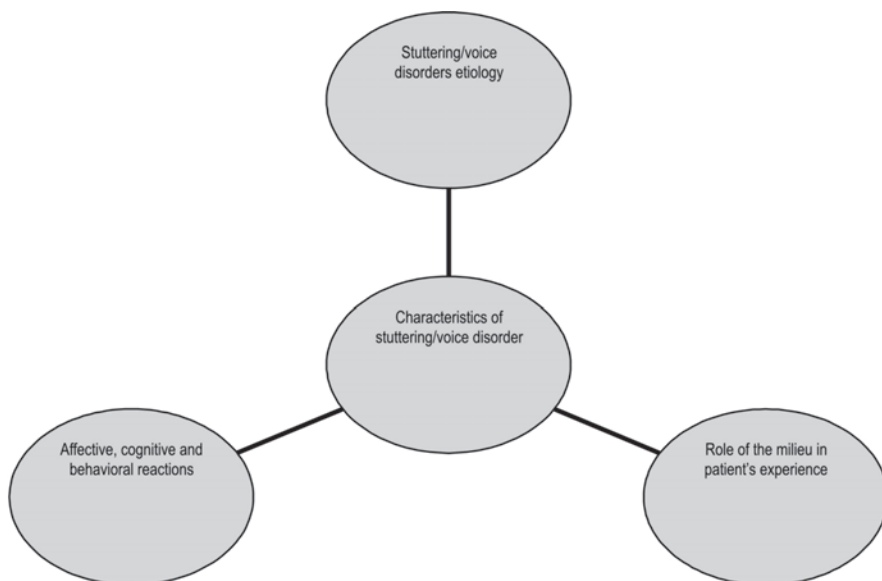 Stuttering/voice
disorders etiology
Characteristics of
stuttering/voice disorder
Affective, cognitive and
behavioral reactions
Role of the milieu in
patient's experience